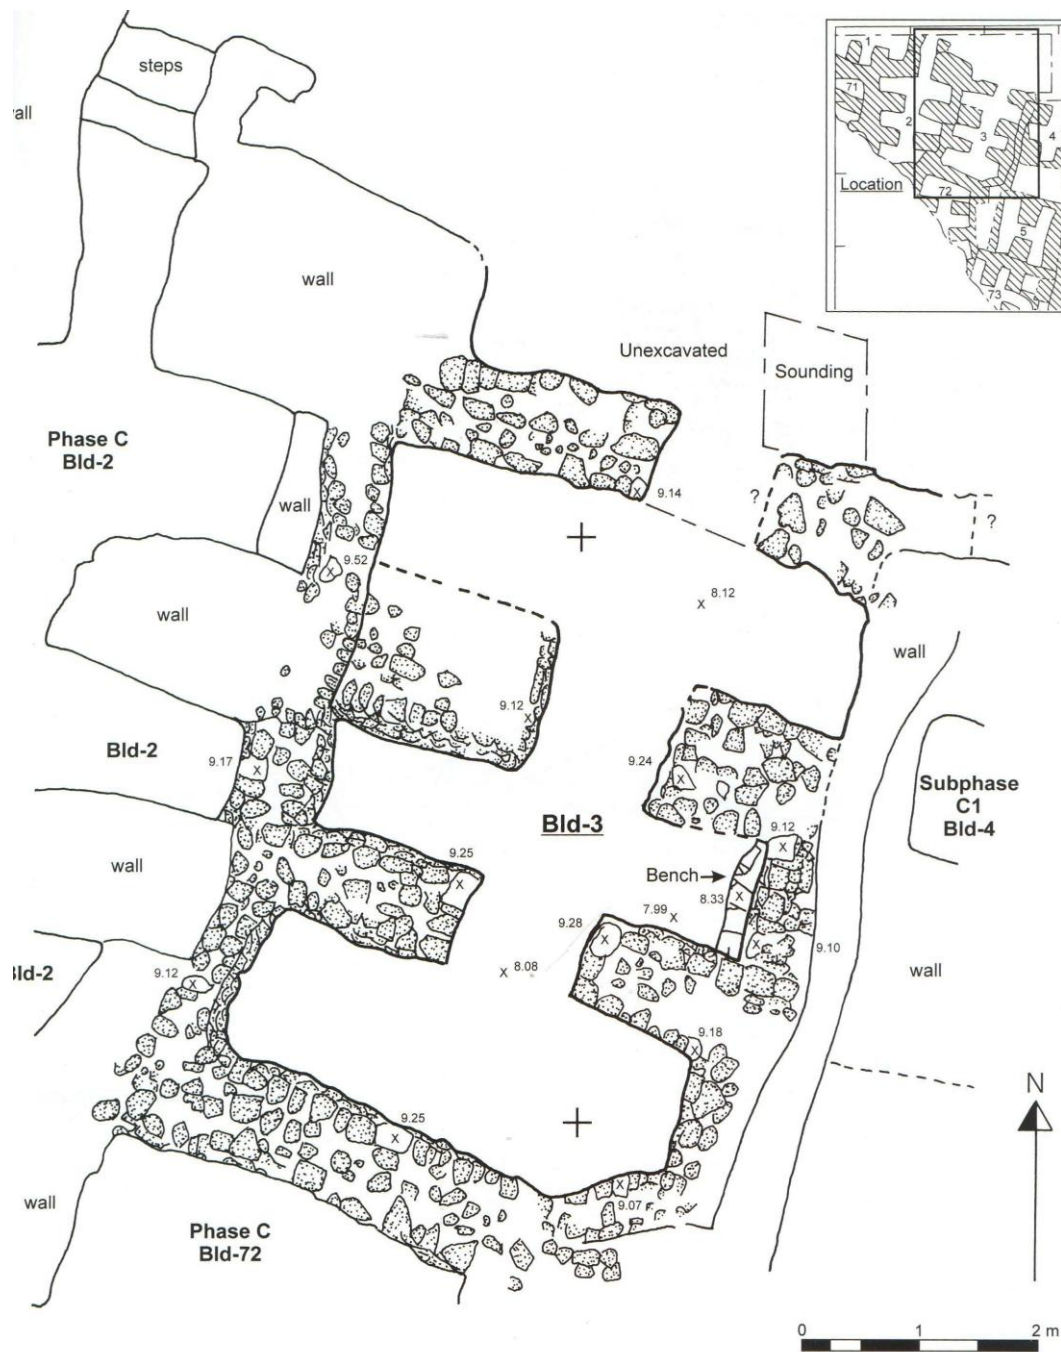 steps
all
wall
1
71
2
3
4
Location
72
5
73
Unexcavated
Sounding
Phase C
Bld-2
wall
9.14
?
?
9.52
8.12
wall
wall
9.12
Bld-2
9.17
9.24
Subphase
C1
Bld-4
Bld-3
9.12
wall
9.25
Bench
8.33
7.99
9.28
9.10
Bld-2
9.12
8.08
wall
9.18
N
9.25
wall
9.07
Phase C
Bld-72
0 1 2 m